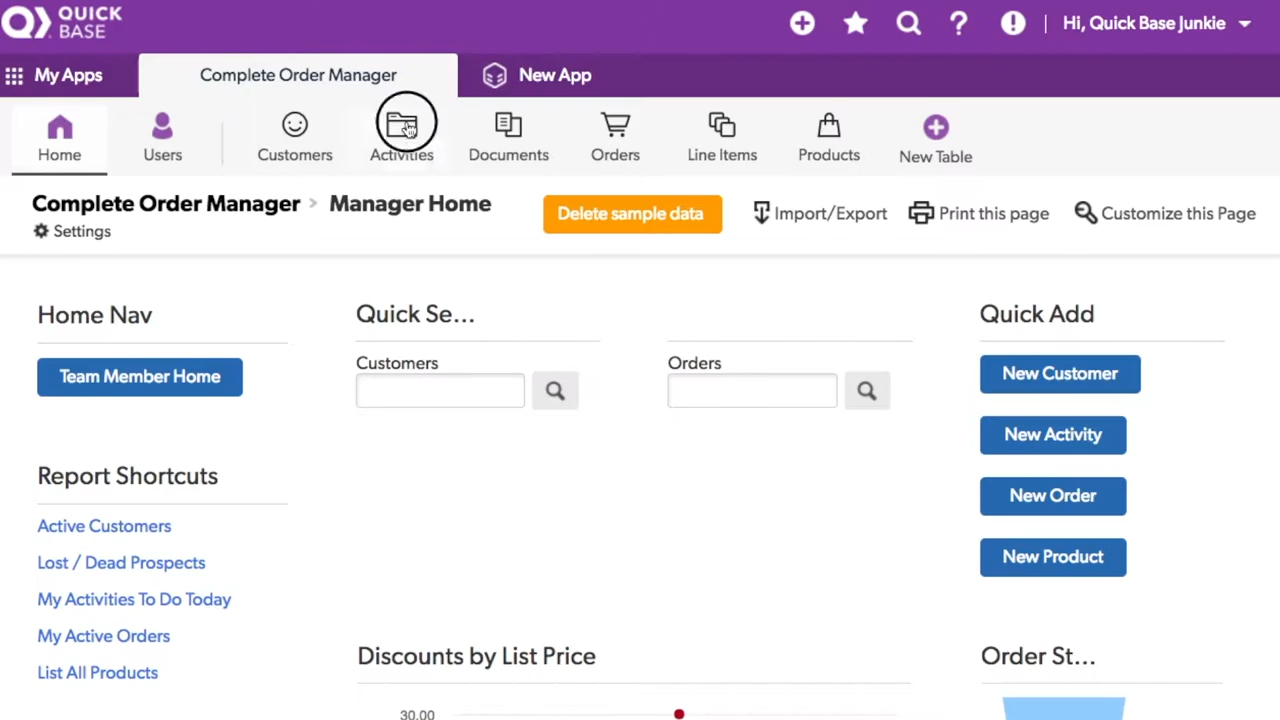 QUICK
BASE
Hi, Quick Base Junkie
My Apps
Complete Order Manager
New App
Home
Users
Customers
Activities
Documents
Orders
Line Items
Products
New Table
Complete Order Manager > Manager Home
Settings
Delete sample data
Import/Export
Print this page
Customize this Page
Home Nav
Team Member Home
Quick Se...
Customers
Orders
Quick Add
New Customer
New Activity
New Order
New Product
Report Shortcuts
Active Customers
Lost / Dead Prospects
My Activities To Do Today
My Active Orders
List All Products
Discounts by List Price
30.00
Order St...